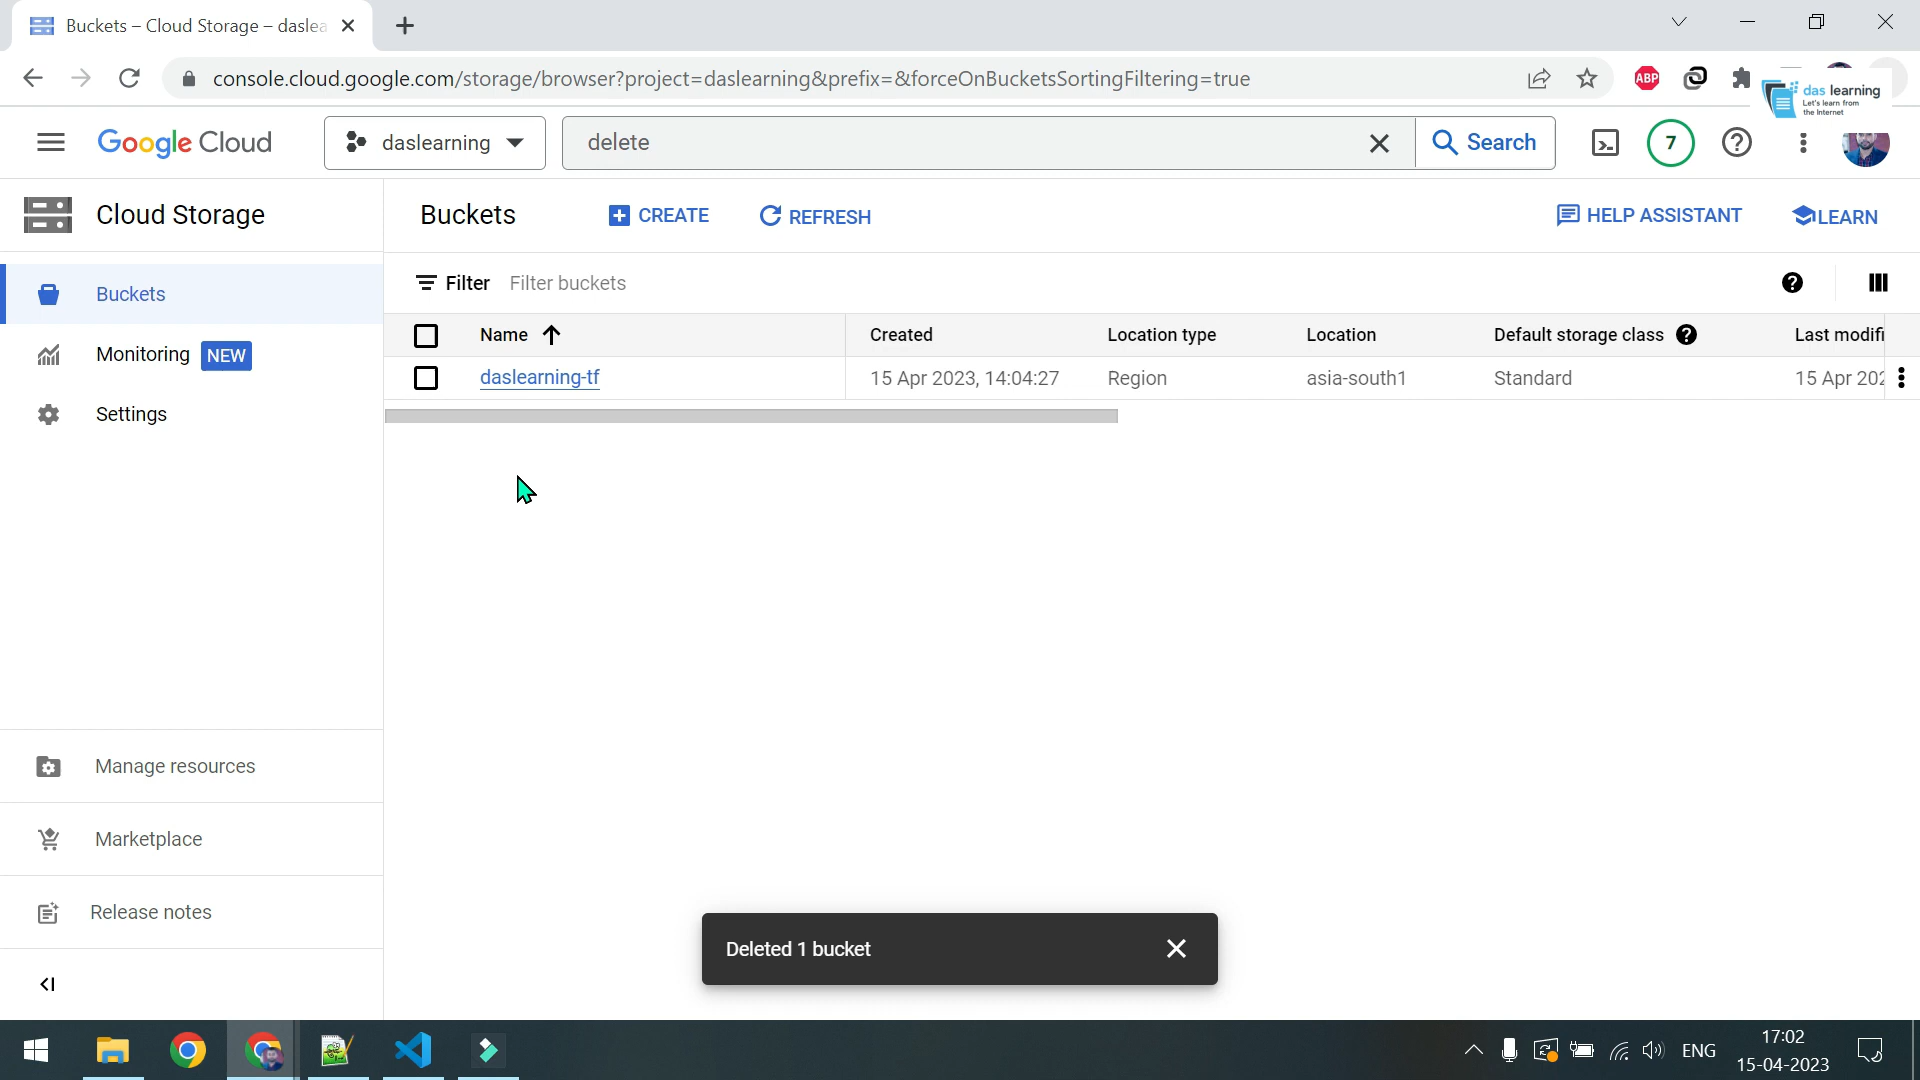 Buckets – Cloud Storage – daslea
console.cloud.google.com/storage/browser?project=daslearning&prefix=&forceOnBucketsSortingFiltering=true
ABP
das learning
Let's learn from
the Internet
Google Cloud
daslearning
delete
Search
7
Cloud Storage
Buckets
CREATE
REFRESH
HELP ASSISTANT
LEARN
Buckets
Monitoring NEW
Settings
Manage resources
Marketplace
Release notes
Filter Filter buckets
Name Created Location type Location Default storage class Last modifi
daslearning-tf 15 Apr 2023, 14:04:27 Region asia-south1 Standard 15 Apr 202
Deleted 1 bucket
ENG
17:02
15-04-2023